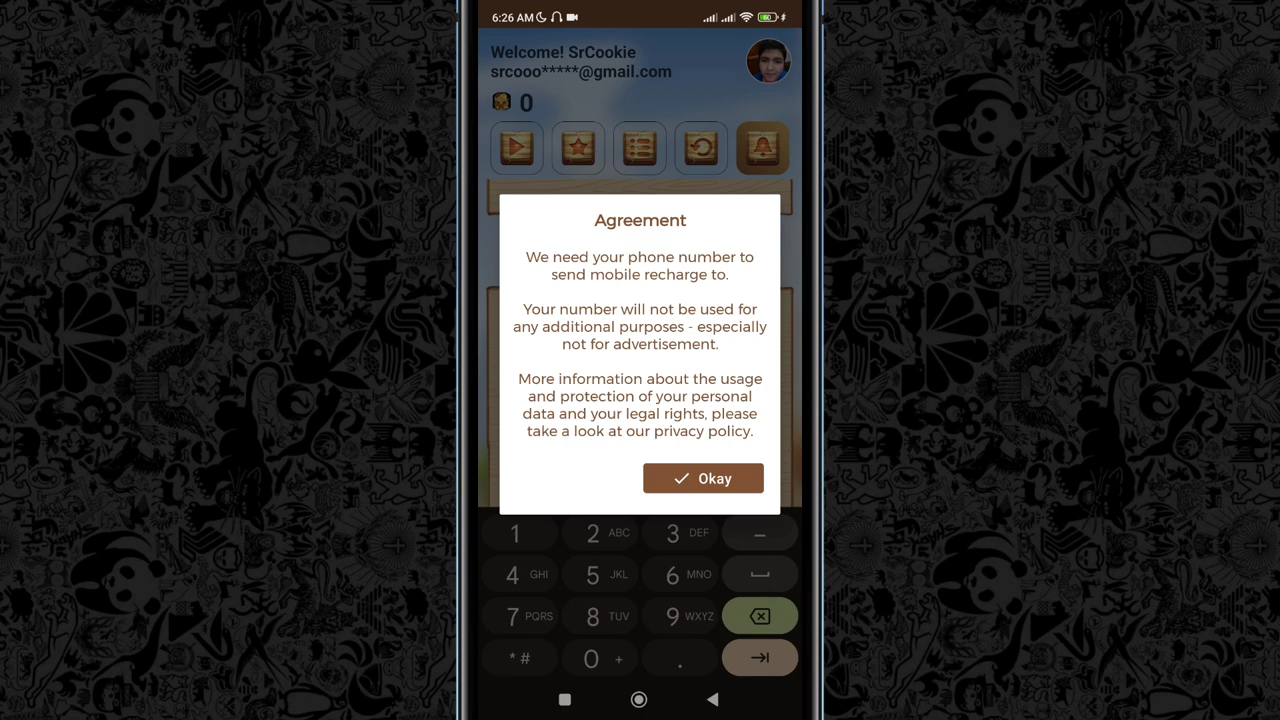 6:26 AM
60
Welcome! SrCookie
srcooo*****@gmail.com
0
Agreement
We need your phone number to
send mobile recharge to.
Your number will not be used for
any additional purposes - especially
not for advertisement.
More information about the usage
and protection of your personal
data and your legal rights, please
take a look at our privacy policy.
Okay
1 2 ABC 3 DEF –
4 GHI 5 JKL 6 MNO
7 PQRS 8 TUV 9 WXYZ
* # 0 + .